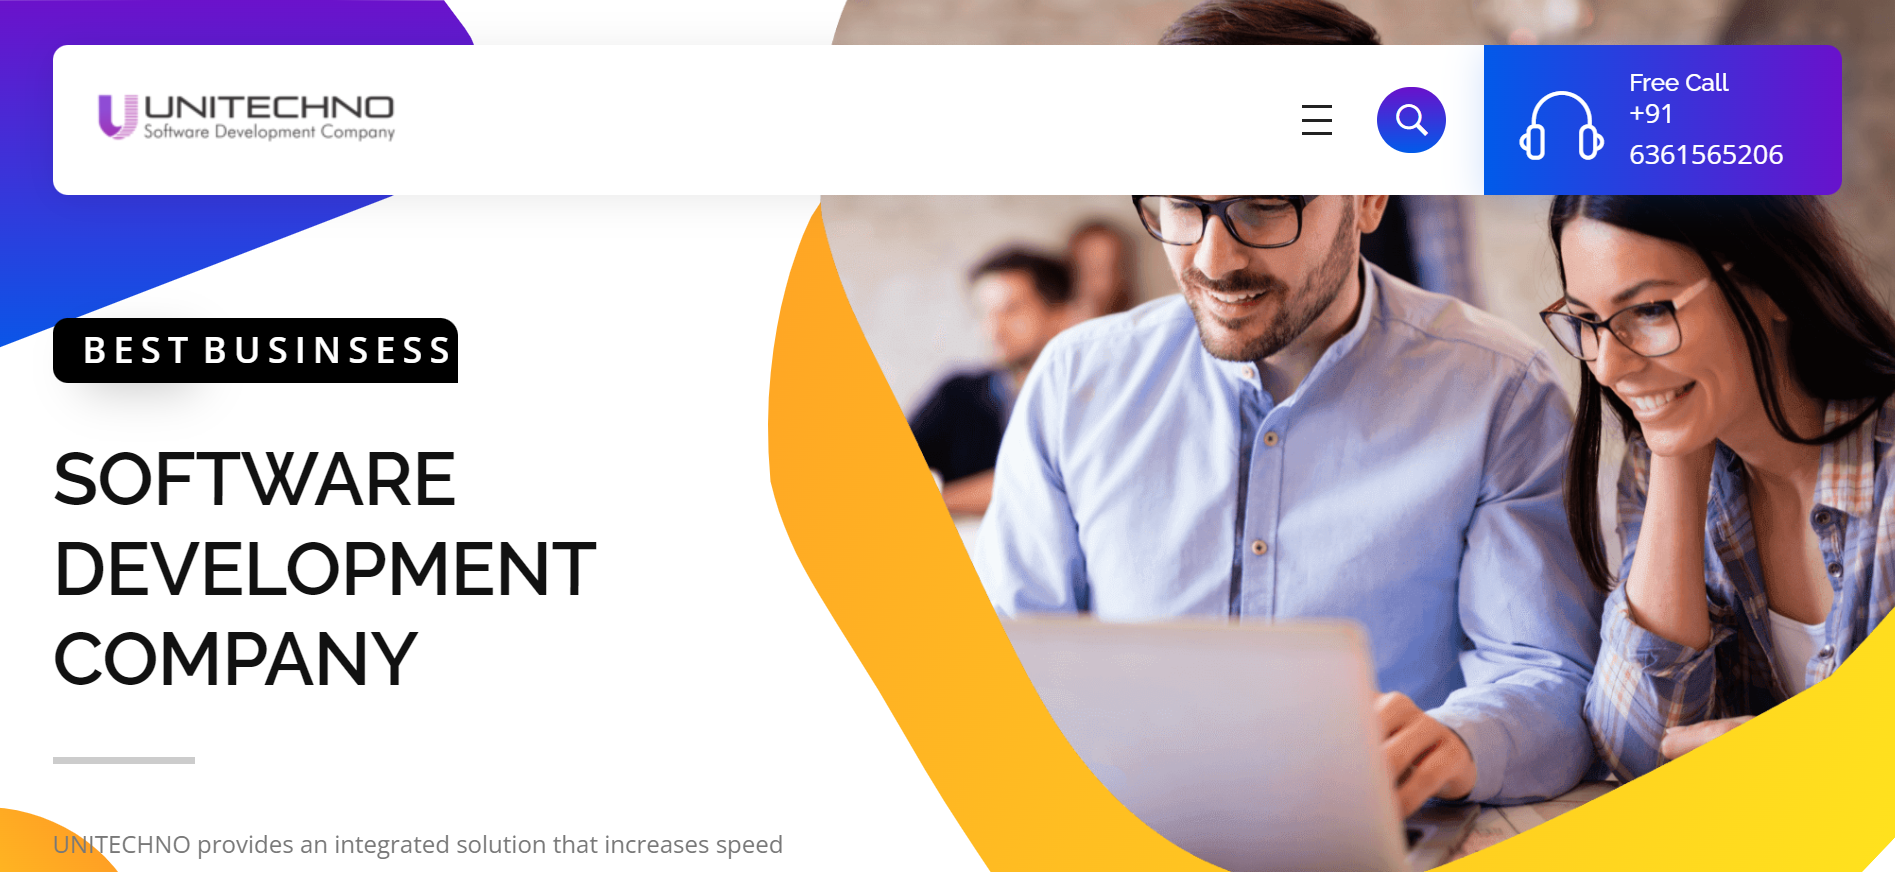 UNITECHNO
Software Development Company
Free Call
+91
6361565206
BEST BUSINSESS
SOFTWARE
DEVELOPMENT
COMPANY
UNITECHNO provides an integrated solution that increases speed